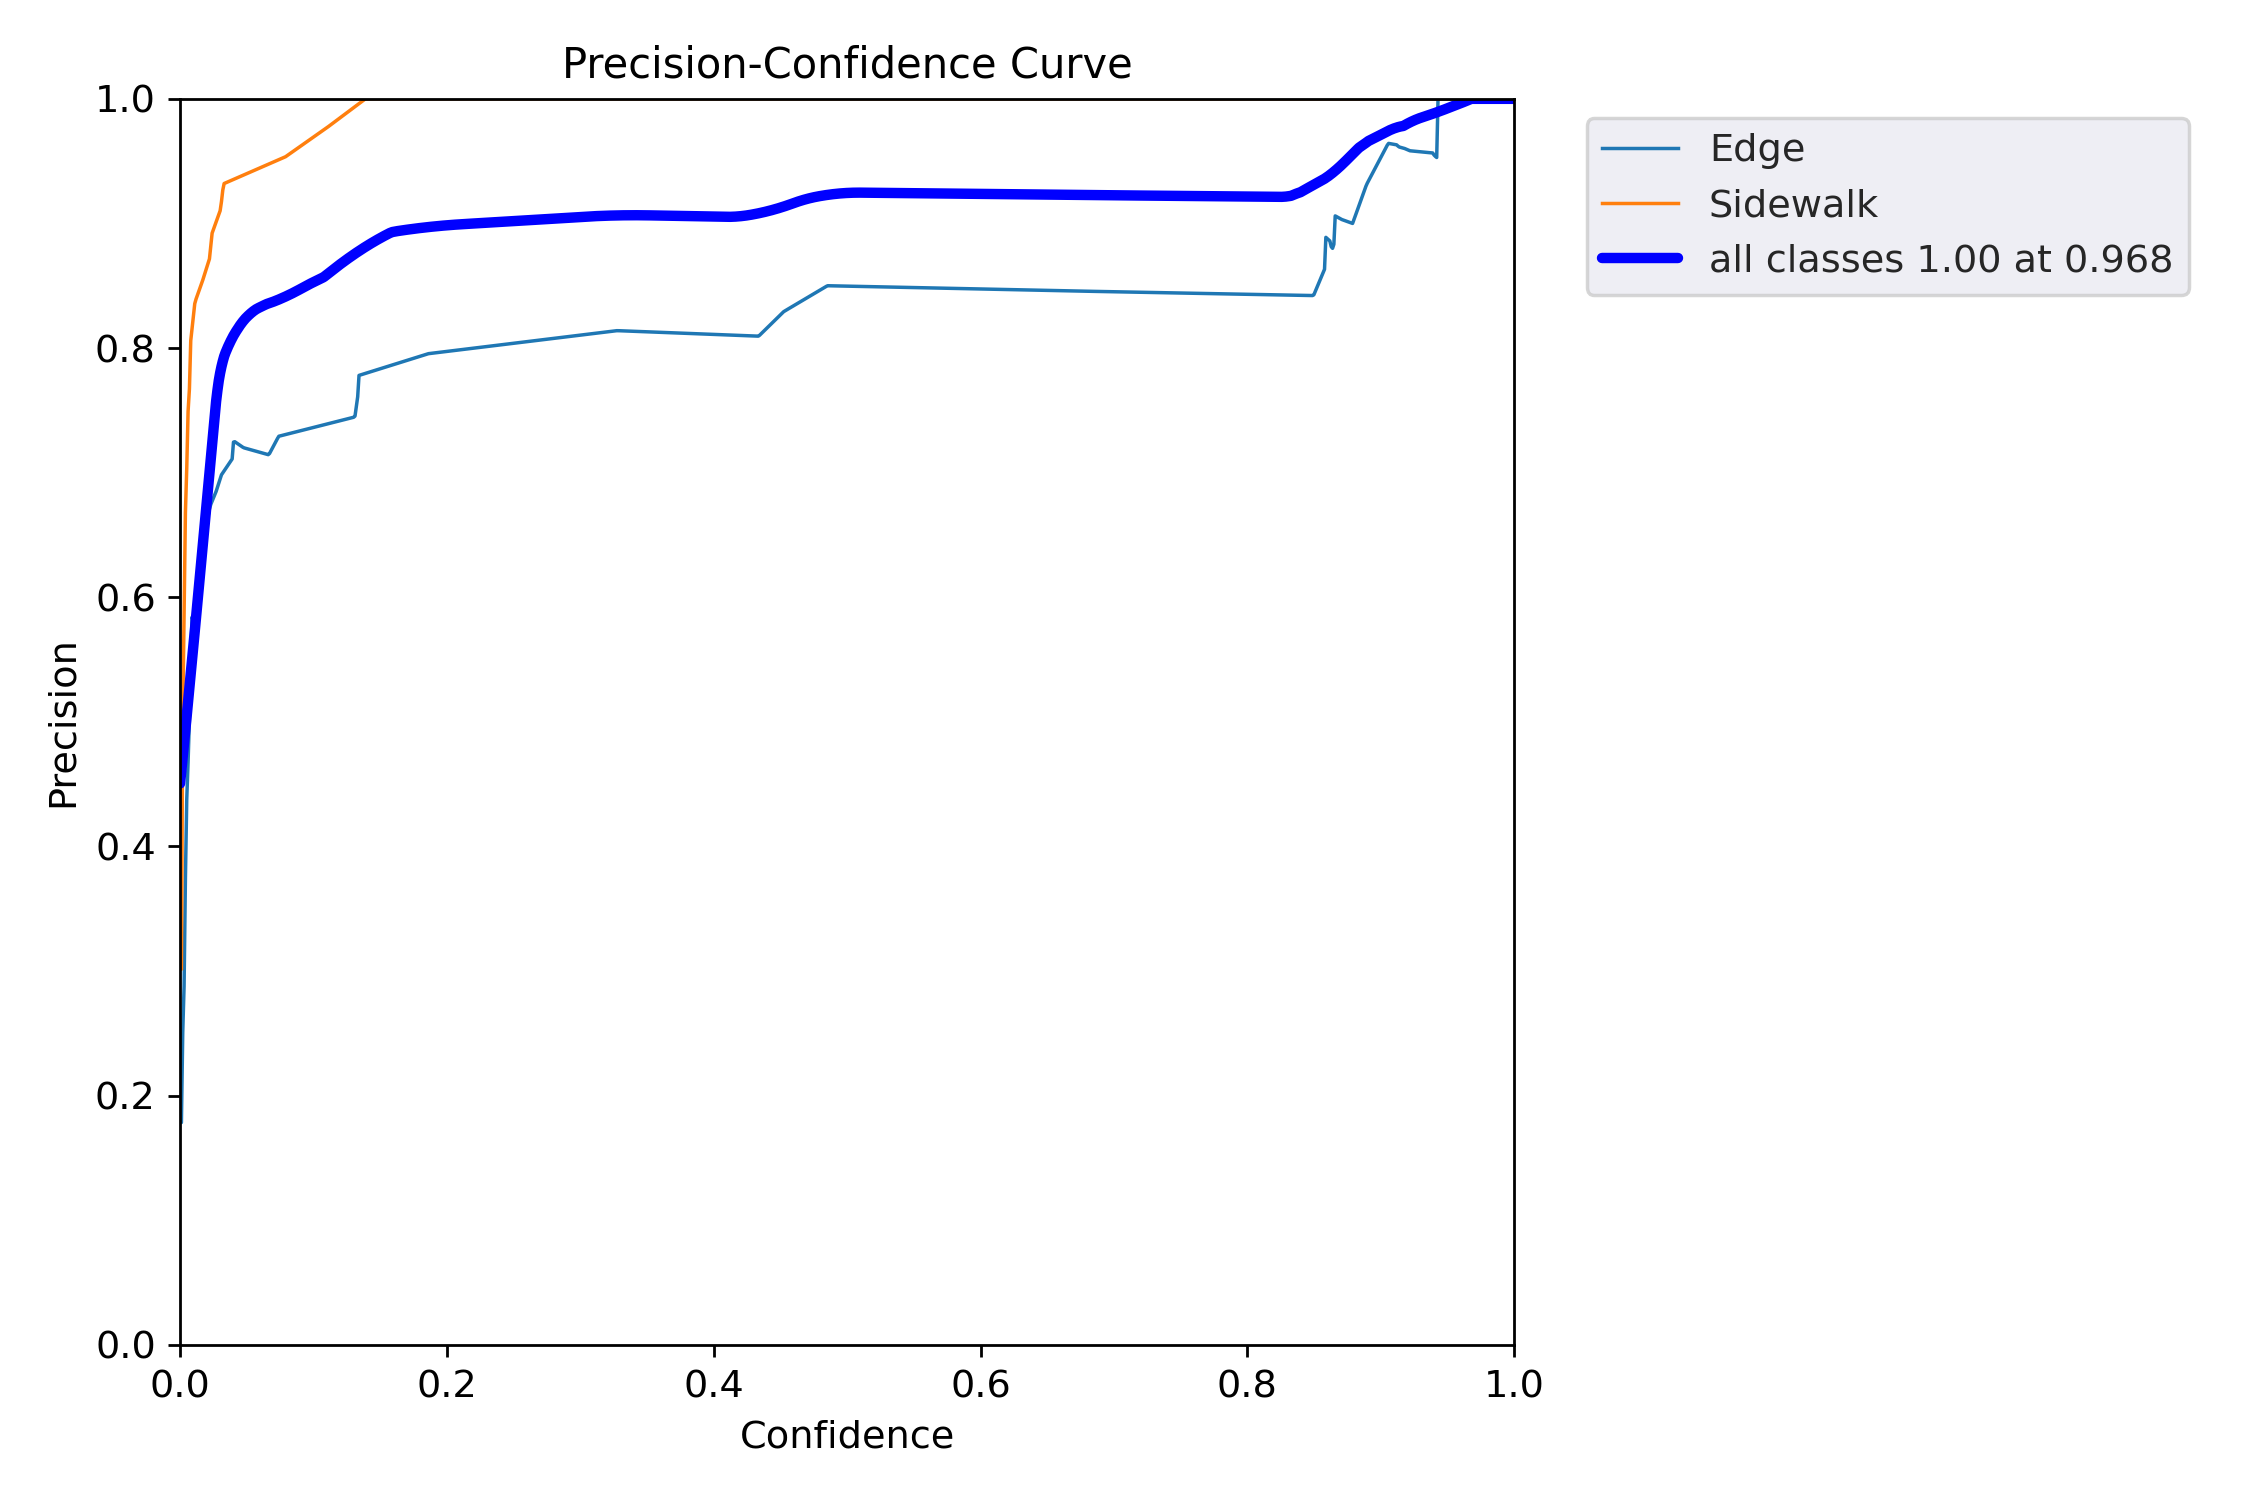 Precision-Confidence Curve
1.0
0.8
0.6
0.4
0.2
0.0
Precision
0.0 0.2 0.4 0.6 0.8 1.0
Confidence
Edge
Sidewalk
all classes 1.00 at 0.968